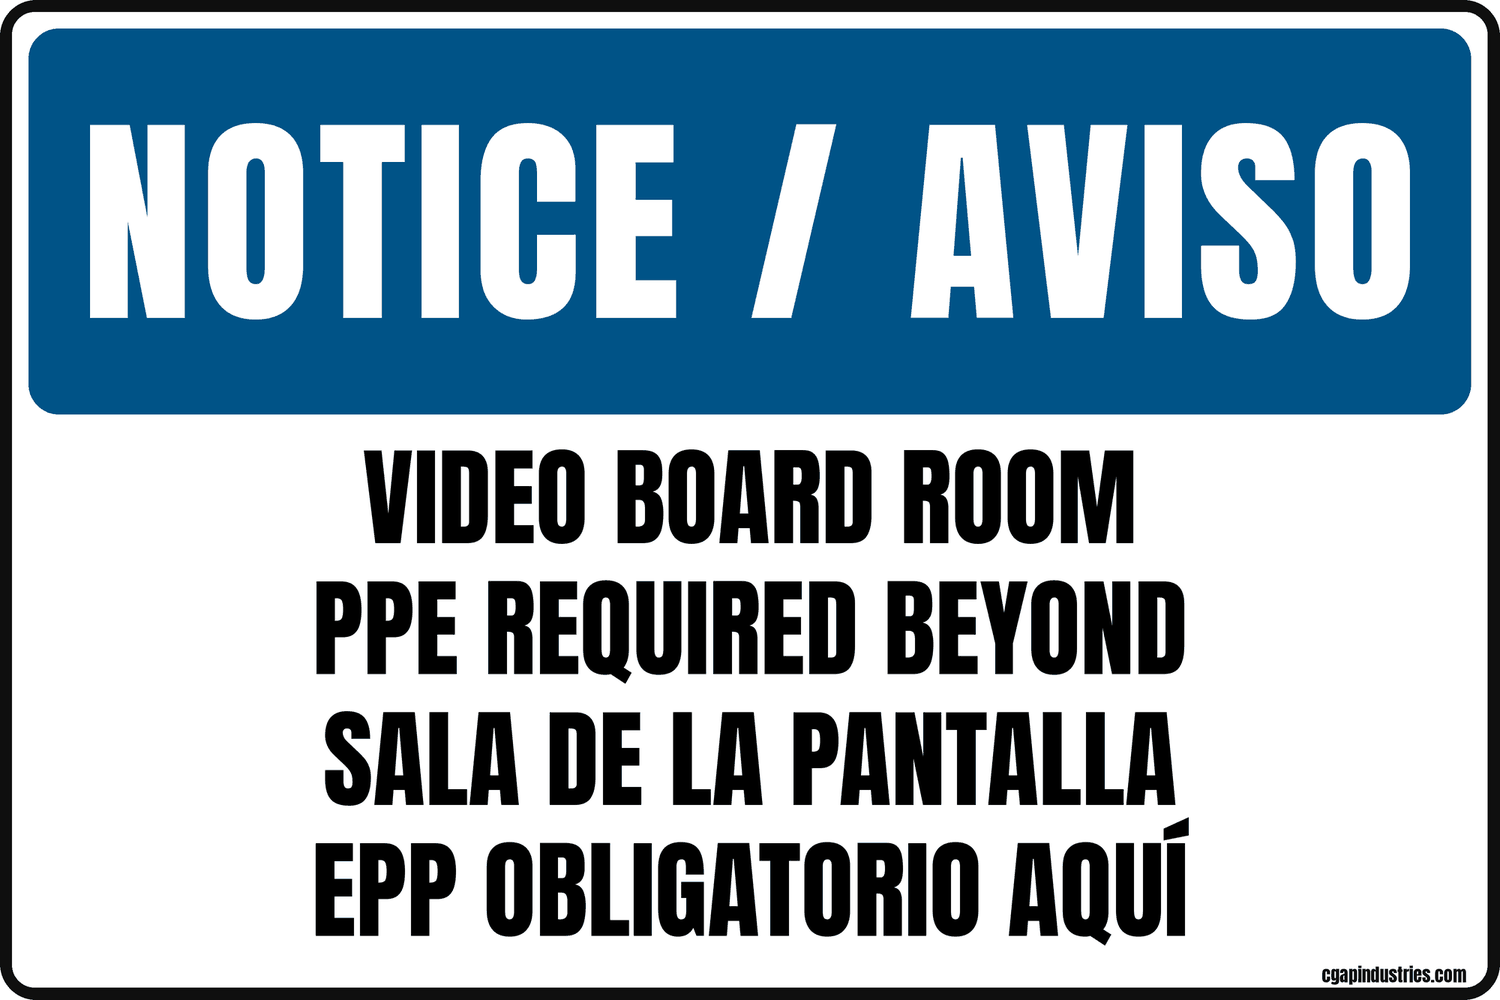 NOTICE / AVISO
VIDEO BOARD ROOM
PPE REQUIRED BEYOND
SALA DE LA PANTALLA
EPP OBLIGATORIO AQUÍ
cgapindustries.com